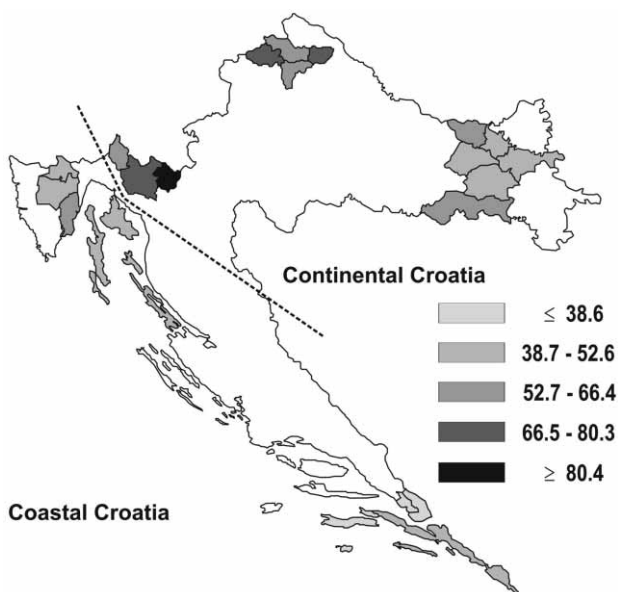 Continental Croatia
≤ 38.6
38.7 - 52.6
52.7 - 66.4
66.5 - 80.3
≥ 80.4
Coastal Croatia